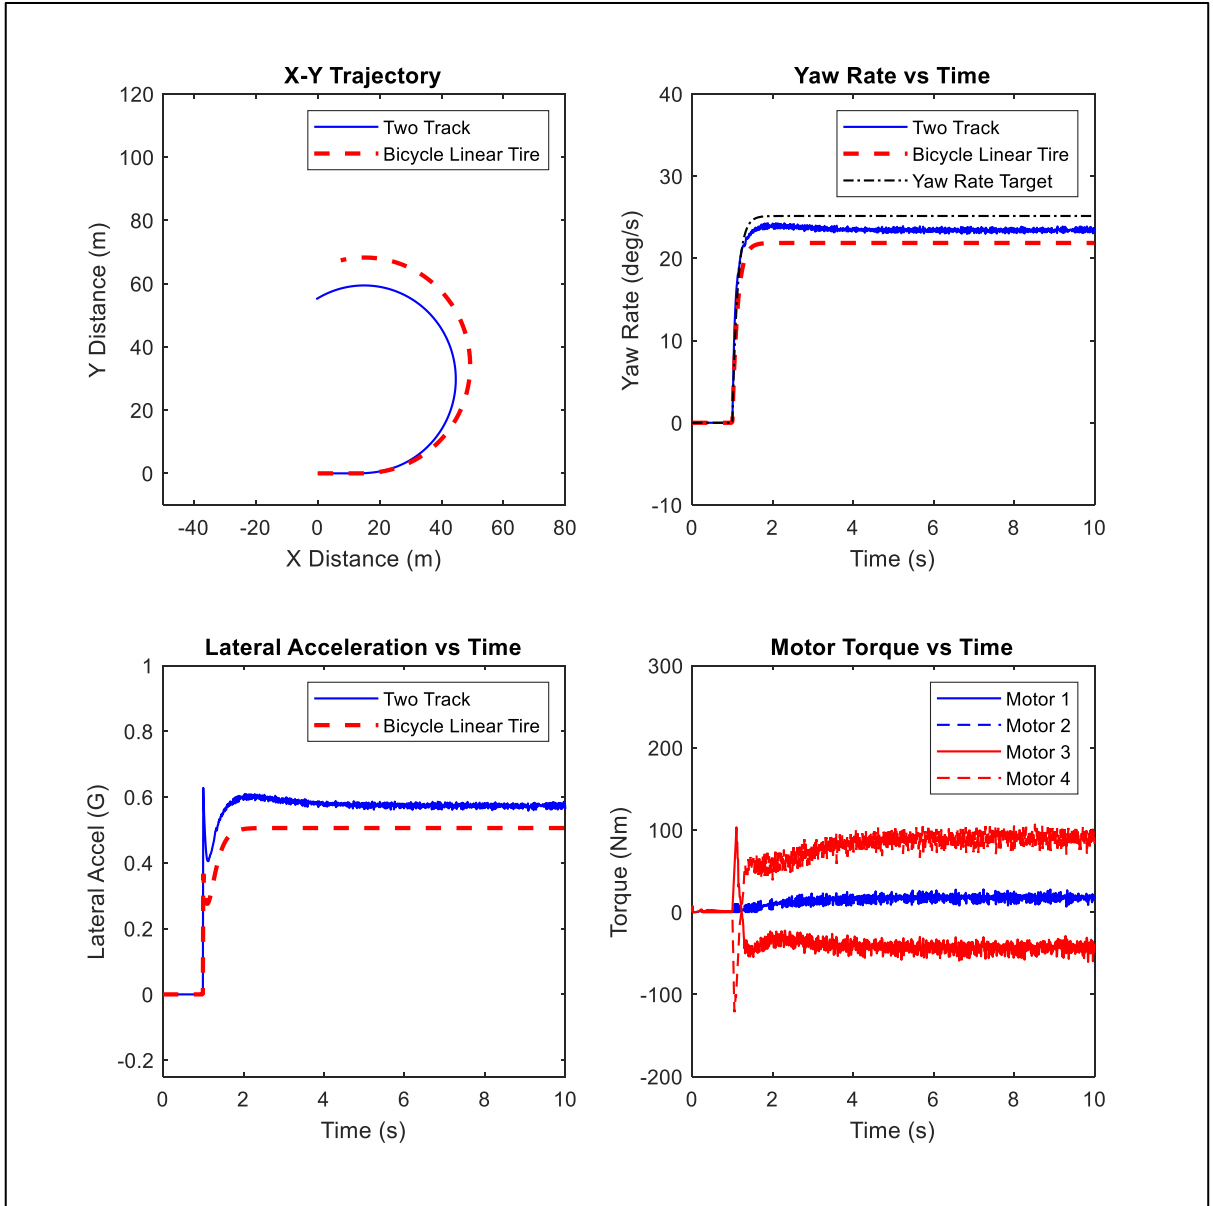 X-Y Trajectory
120
100
80
60
40
20
0
-40
-20
0
20
40
60
80
Y Distance (m)
X Distance (m)
Two Track
Bicycle Linear Tire
Yaw Rate vs Time
40
30
20
10
0
-10
0
2
4
6
8
10
Yaw Rate (deg/s)
Time (s)
Two Track
Bicycle Linear Tire
Yaw Rate Target
Lateral Acceleration vs Time
1
0.8
0.6
0.4
0.2
0
-0.2
0
2
4
6
8
10
Lateral Accel (G)
Time (s)
Two Track
Bicycle Linear Tire
Motor Torque vs Time
300
200
100
0
-100
-200
0
2
4
6
8
10
Torque (Nm)
Time (s)
Motor 1
Motor 2
Motor 3
Motor 4